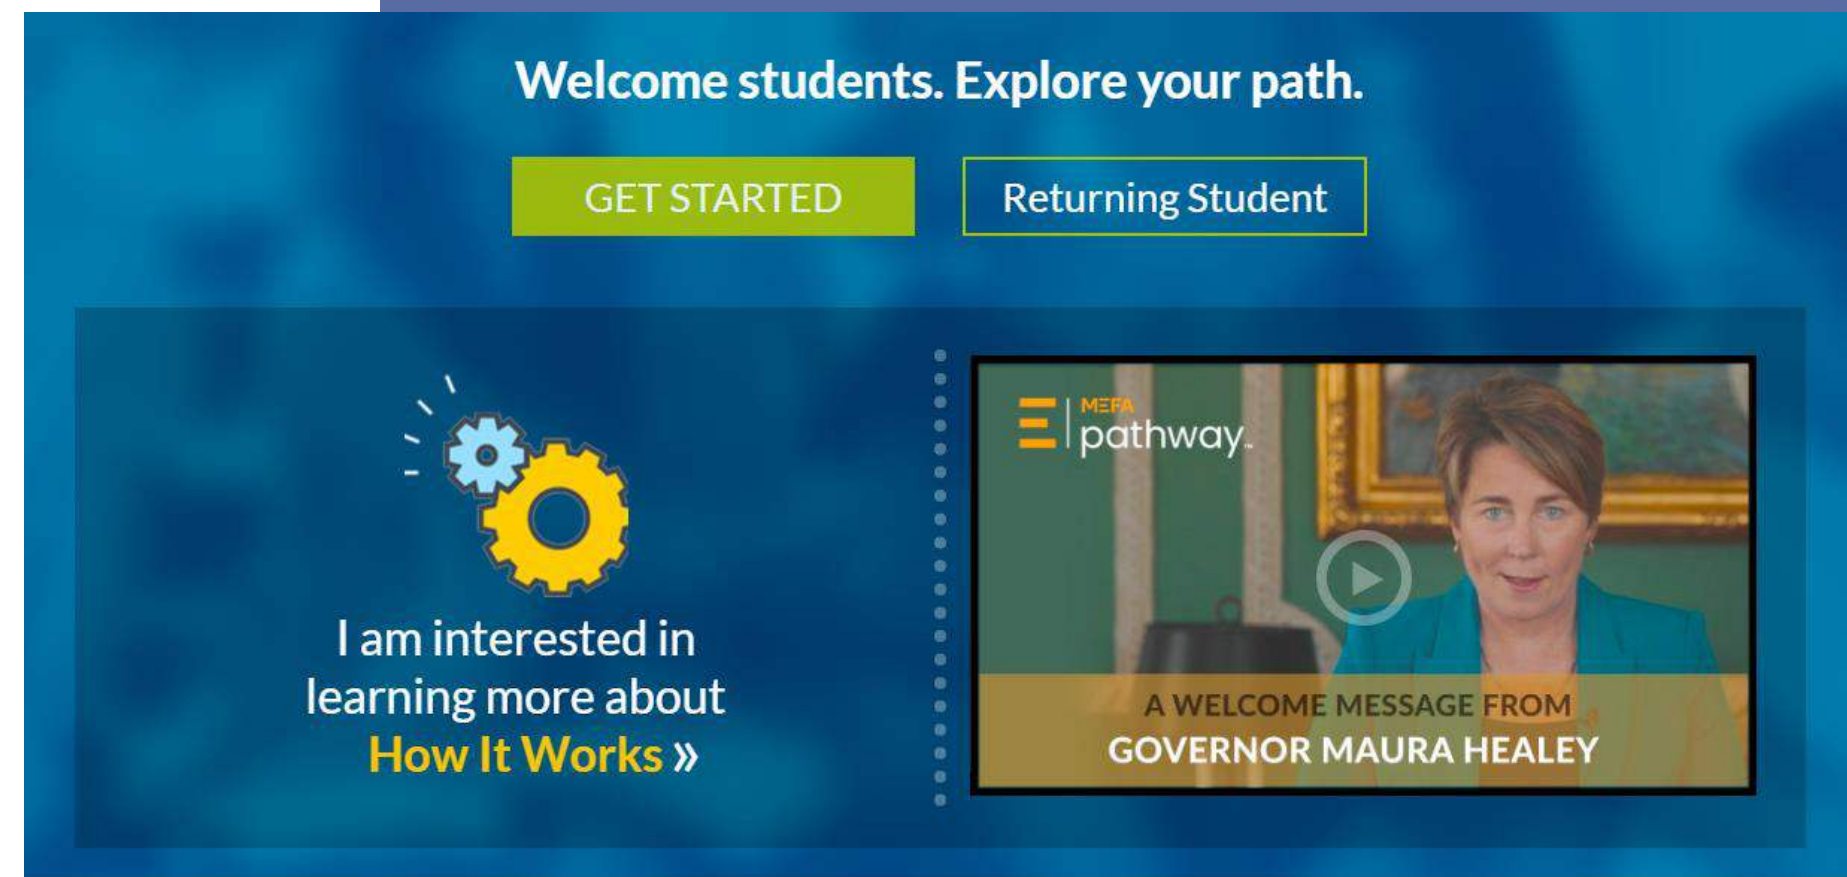 Welcome students. Explore your path.
GET STARTED
Returning Student
I am interested in
learning more about
How It Works »
MEFA
pathway™
A WELCOME MESSAGE FROM
GOVERNOR MAURA HEALEY